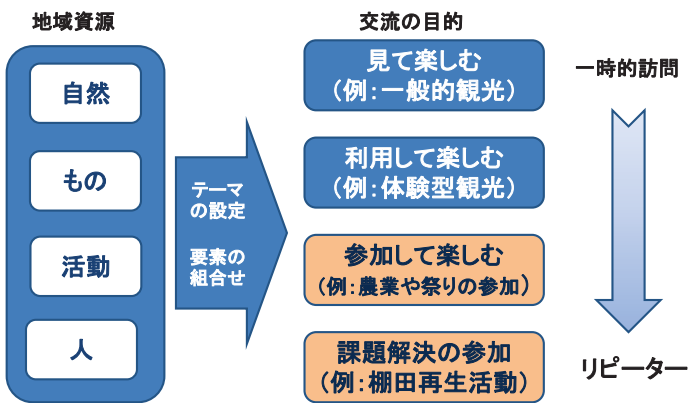 地域資源
自然
もの
活動
人
テーマ
の設定
要素の
組合せ
交流の目的
見て楽しむ
（例：一般的観光）
利用して楽しむ
（例：体験型観光）
参加して楽しむ
（例：農業や祭りの参加）
課題解決の参加
（例：棚田再生活動）
一時的訪問
リピーター